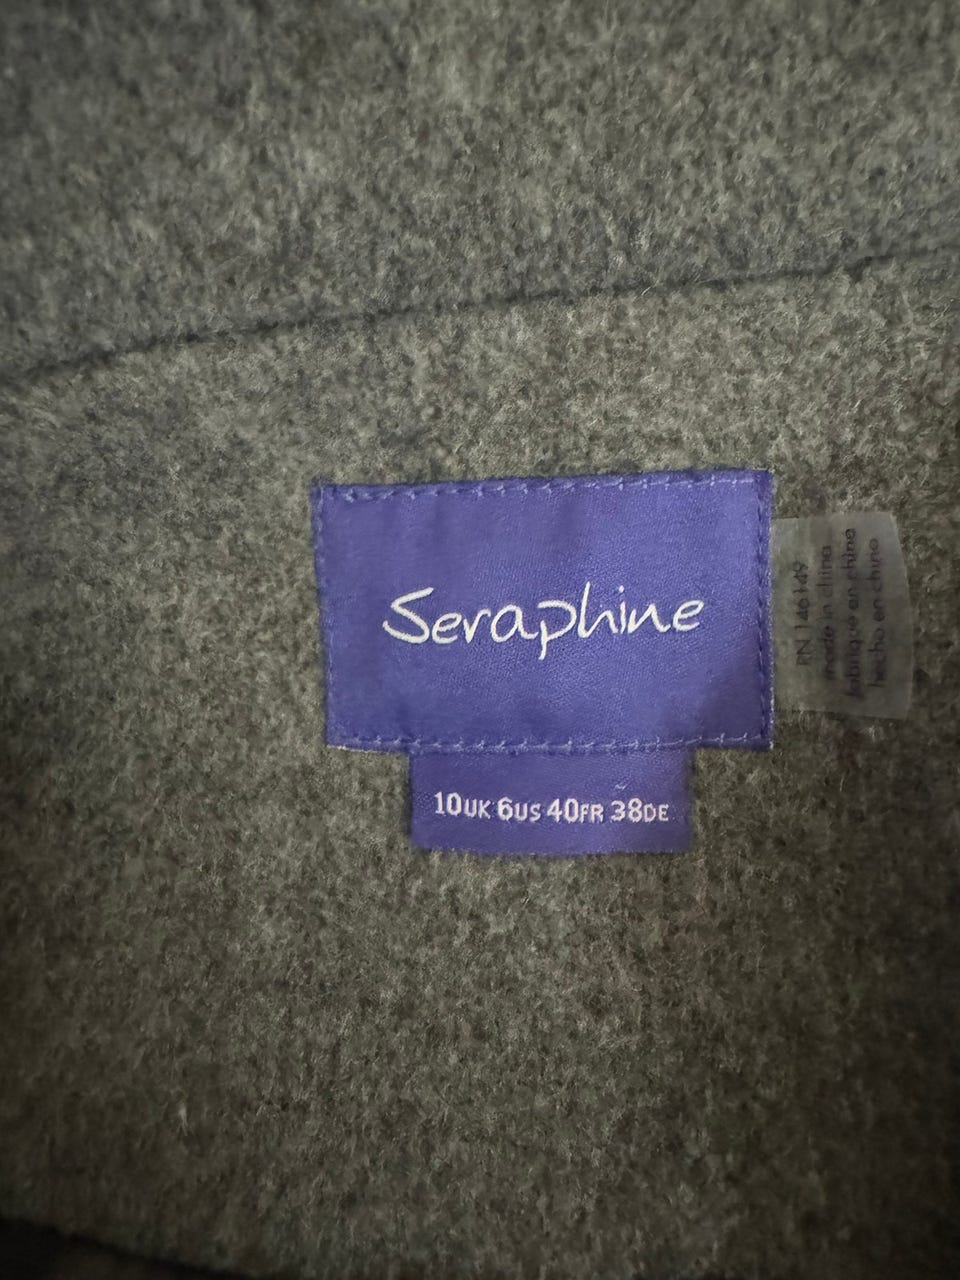 Seraphine
10UK 6US 40FR 38DE
RN 146149
made in china
fabriqué en chine
hecho en china